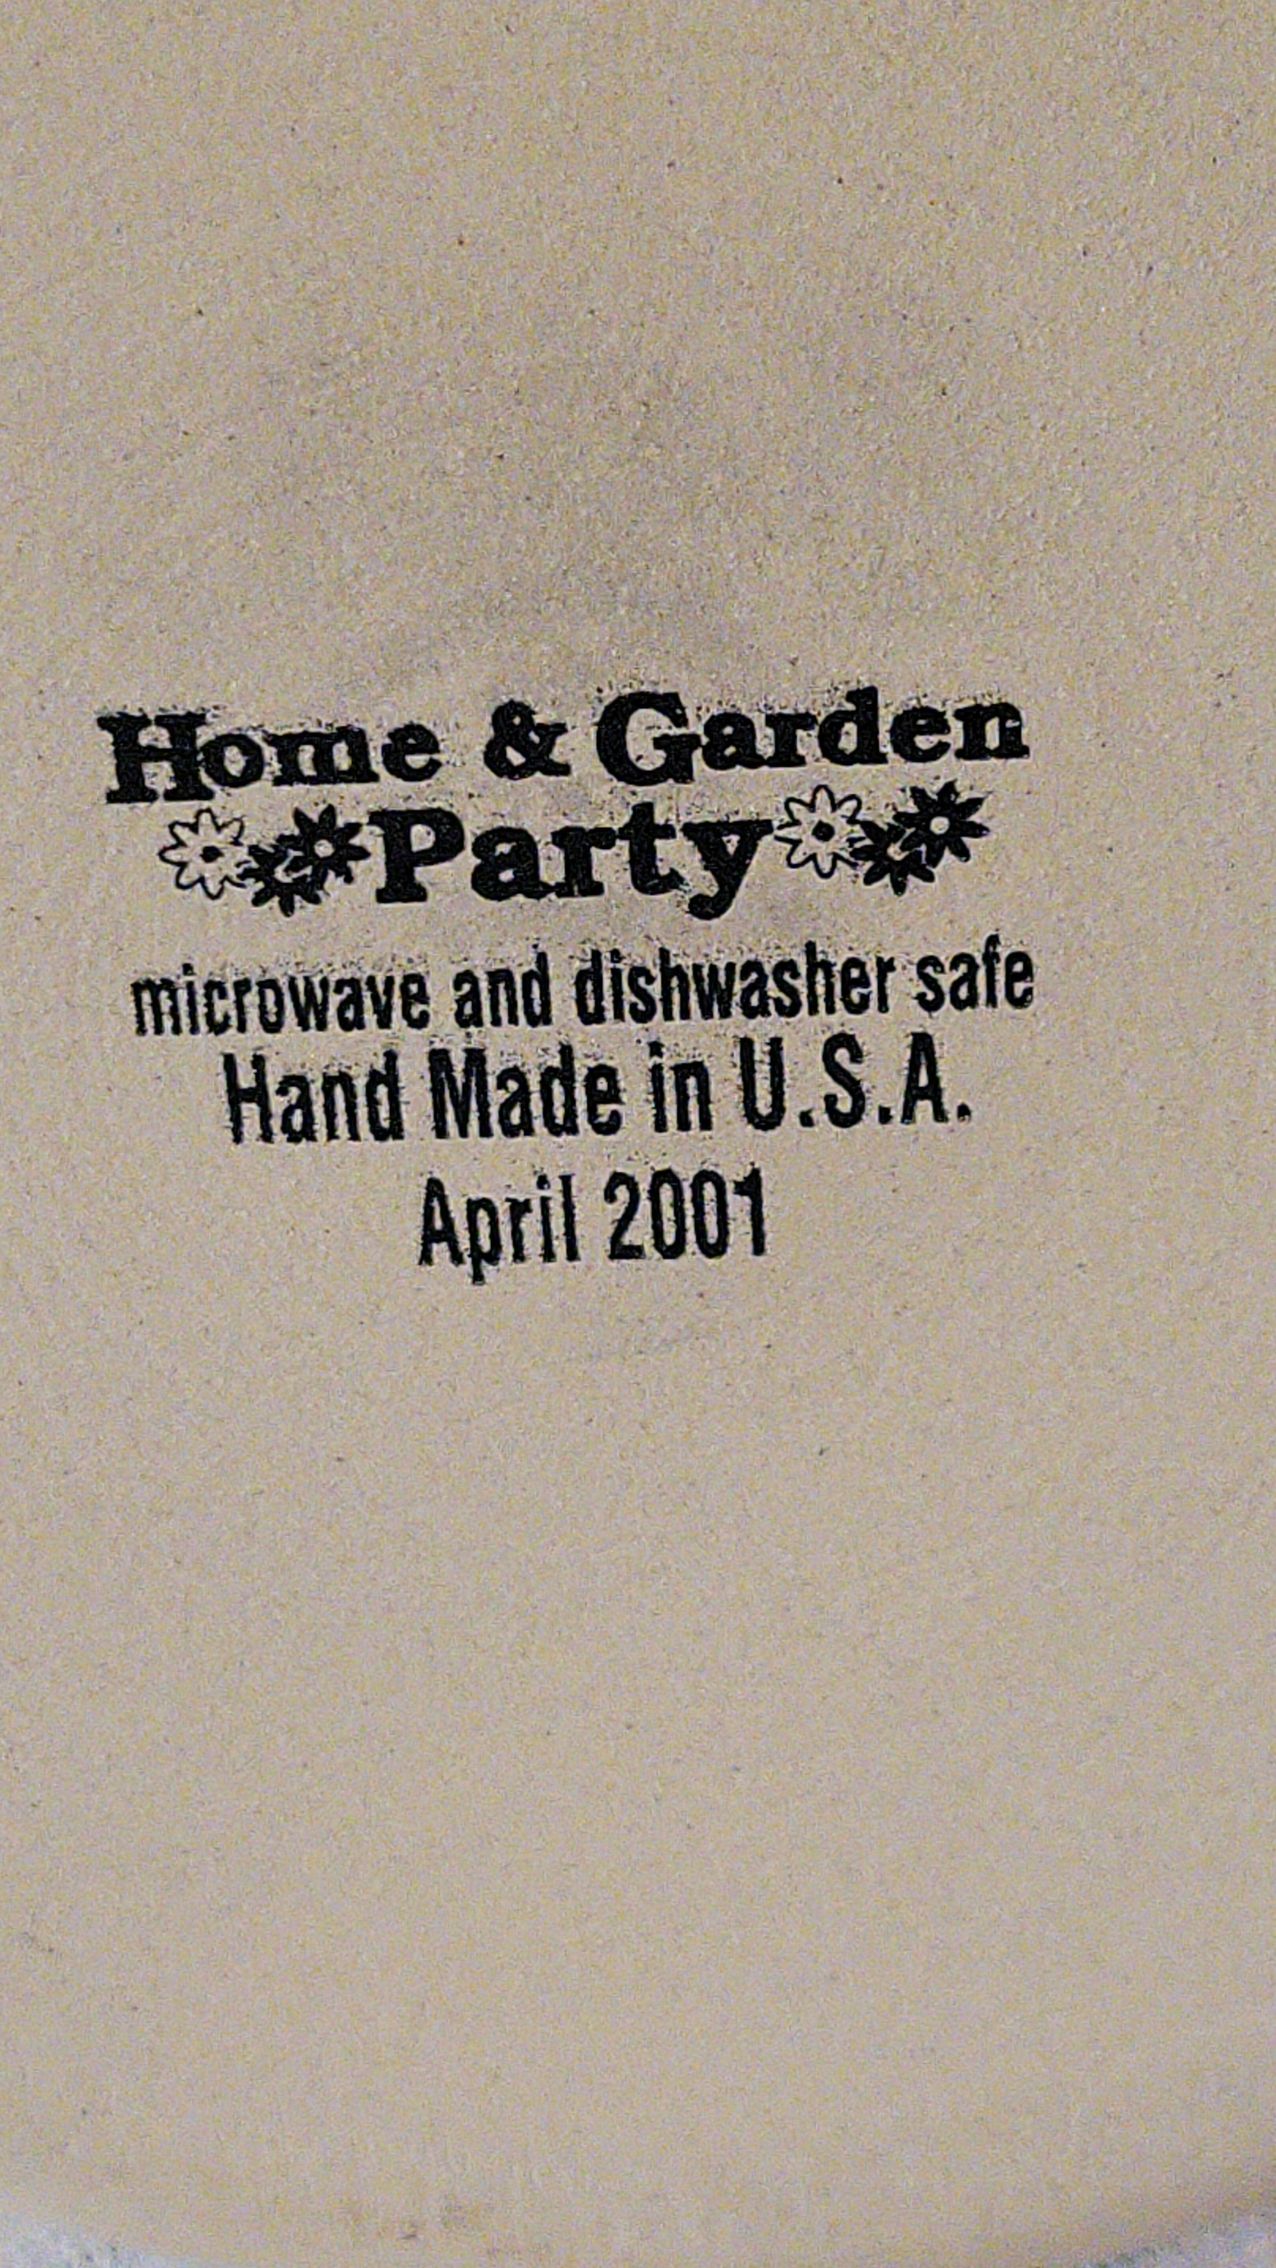 Home & Garden
Party
microwave and dishwasher safe
Hand Made in U.S.A.
April 2001